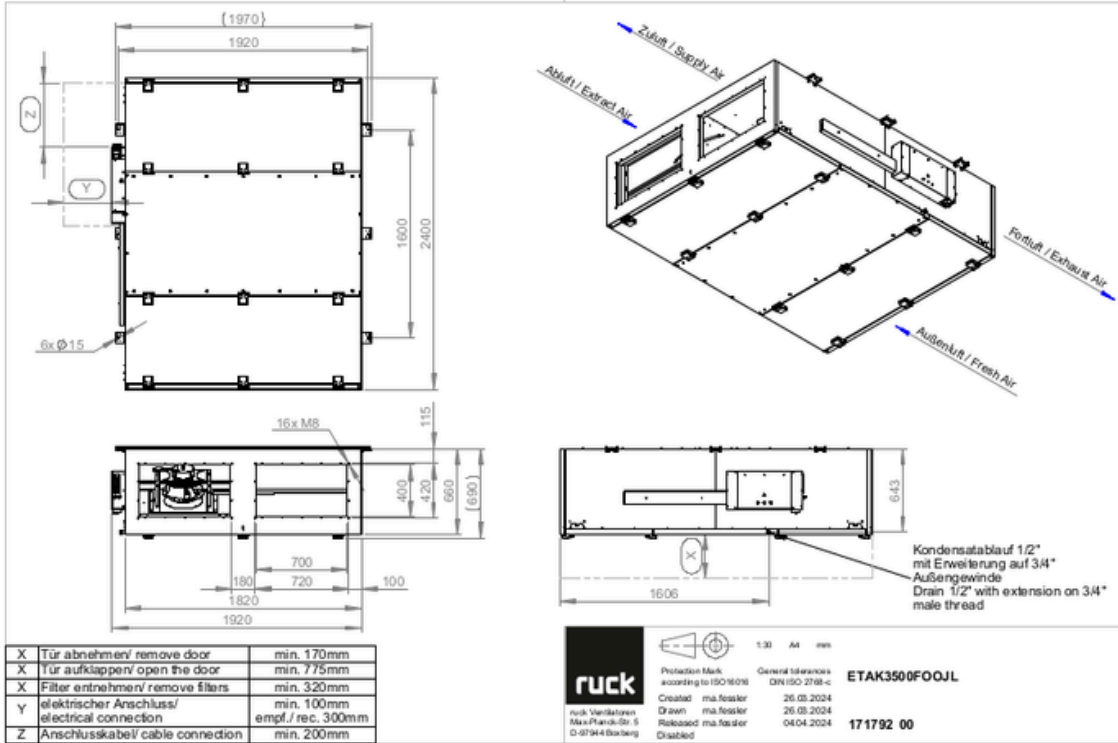 (1970)
1920
Z
Y
1600
2400
6x Ø15
Zuluft / Supply Air
Abluft / Extract Air
Fortluft / Exhaust Air
Außenluft / Fresh Air
16x M8
115
400
420
660
(690)
700
180
720
100
1820
1920
643
X
1606
Kondensatablauf 1/2"
mit Erweiterung auf 3/4"
Außengewinde
Drain 1/2" with extension on 3/4"
male thread
X Tür abnehmen/ remove door min. 170mm
X Tür aufklappen/ open the door min. 775mm
X Filter entnehmen/ remove filters min. 320mm
Y elektrischer Anschluss/ min. 100mm
electrical connection empf./ rec. 300mm
Z Anschlusskabel/ cable connection min. 200mm
ruck
ruck Ventilatoren
Max-Planck-Str. 5
D-97944 Boxberg
1:30 A4 mm
Protection Mark General tolerances
according to ISO16016 DIN ISO 2768-c
ETAK3500FOOJL
Created ma.fessler 26.03.2024
Drawn ma.fessler 26.03.2024
Released ma.fessler 04.04.2024
Disabled
171792 00